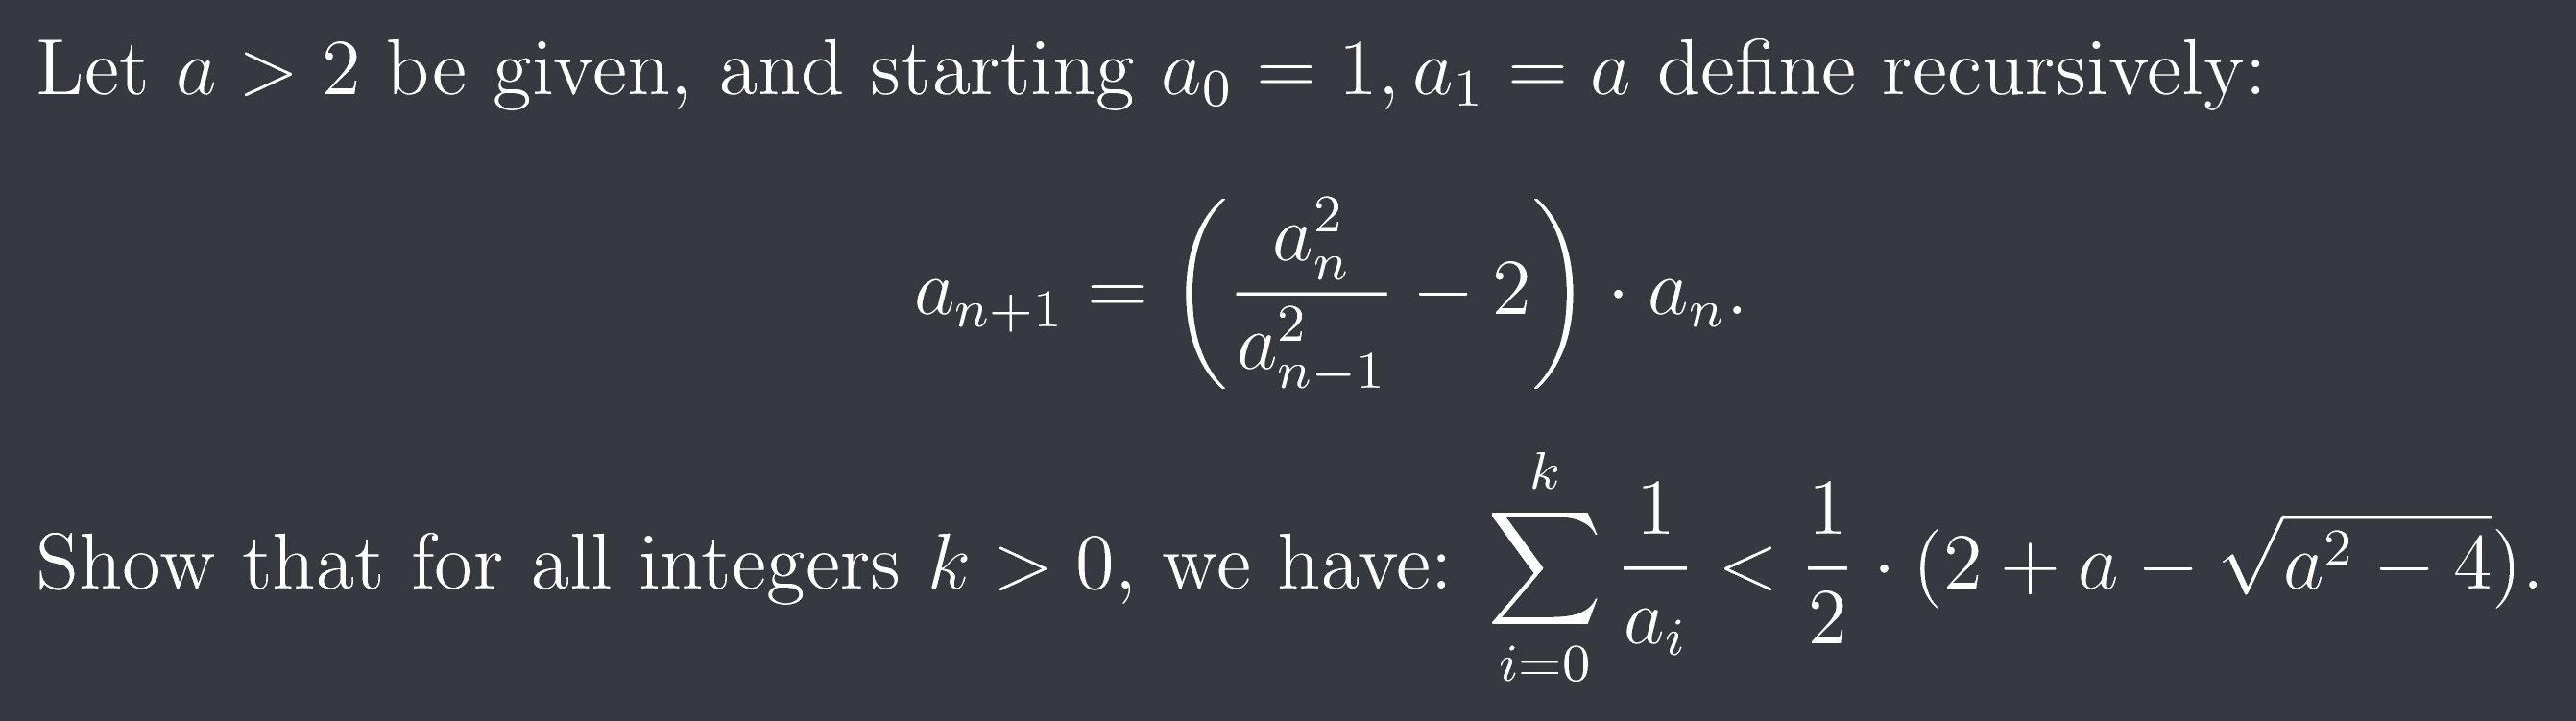 Let $a > 2$ be given, and starting $a_0 = 1, a_1 = a$ define recursively:
$$a_{n+1} = \left( \frac{a_n^2}{a_{n-1}^2} - 2 \right) \cdot a_n.$$
Show that for all integers $k > 0$, we have: $\sum_{i=0}^{k} \frac{1}{a_i} < \frac{1}{2} \cdot (2 + a - \sqrt{a^2 - 4}).$